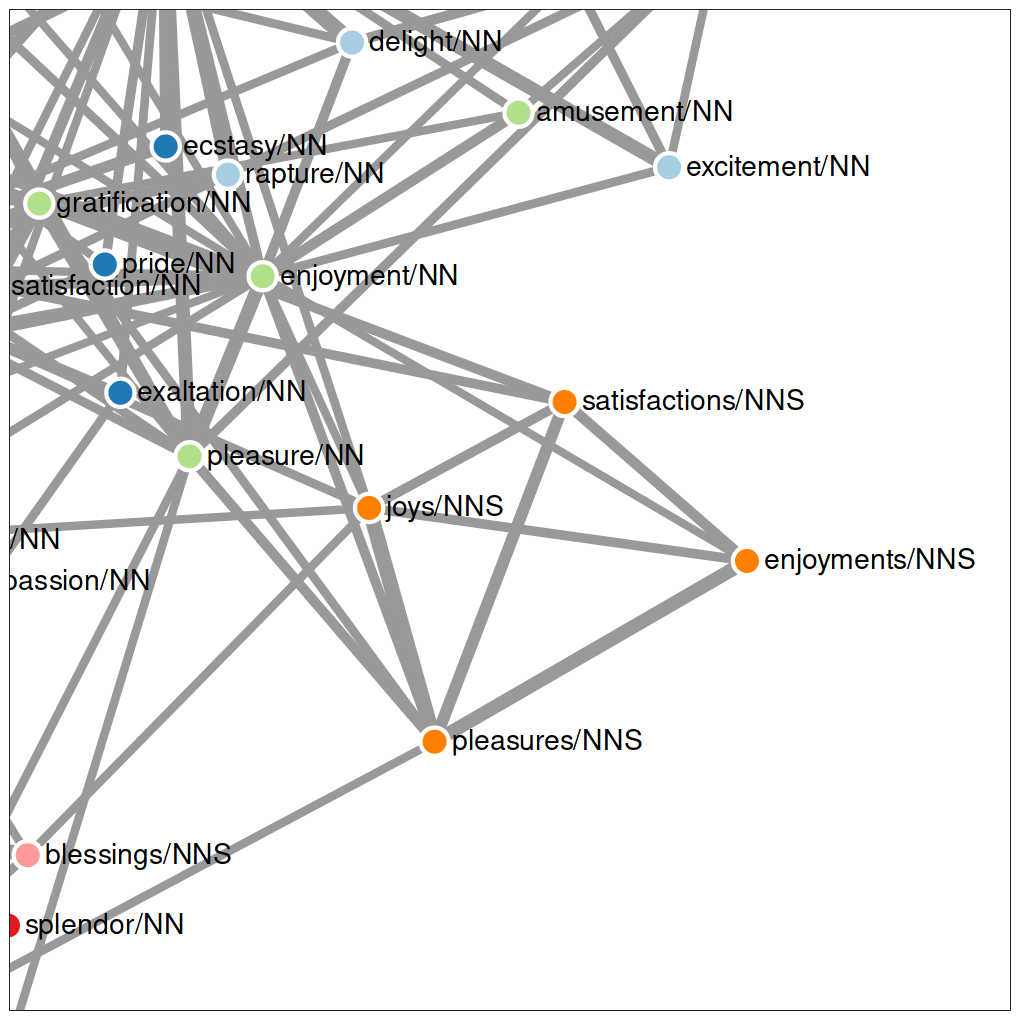 delight/NN
amusement/NN
ecstasy/NN
excitement/NN
rapture/NN
gratification/NN
pride/NN
enjoyment/NN
satisfaction/NN
exaltation/NN
satisfactions/NNS
pleasure/NN
joys/NNS
/NN
enjoyments/NNS
passion/NN
pleasures/NNS
blessings/NNS
splendor/NN